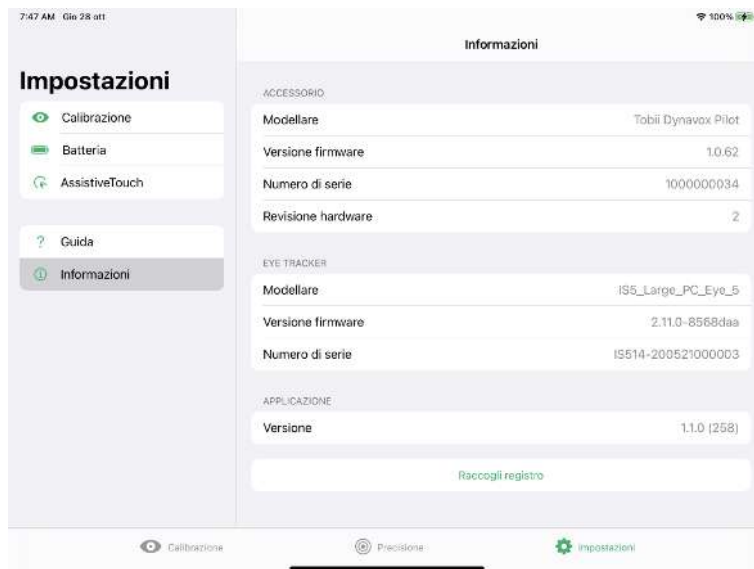 7:47 AM Gio 28 ott
100%
Informazioni
Impostazioni
Calibrazione
Batteria
AssistiveTouch
Guida
Informazioni
ACCESSORIO
Modellare Tobii Dynavox Pilot
Versione firmware 1.0.62
Numero di serie 1000000034
Revisione hardware 2
EYE TRACKER
Modellare IS5_Large_PC_Eye_5
Versione firmware 2.11.0-8568daa
Numero di serie IS514-200521000003
APPLICAZIONE
Versione 1.1.0 (258)
Raccogli registro
Calibrazione
Precisione
Impostazioni